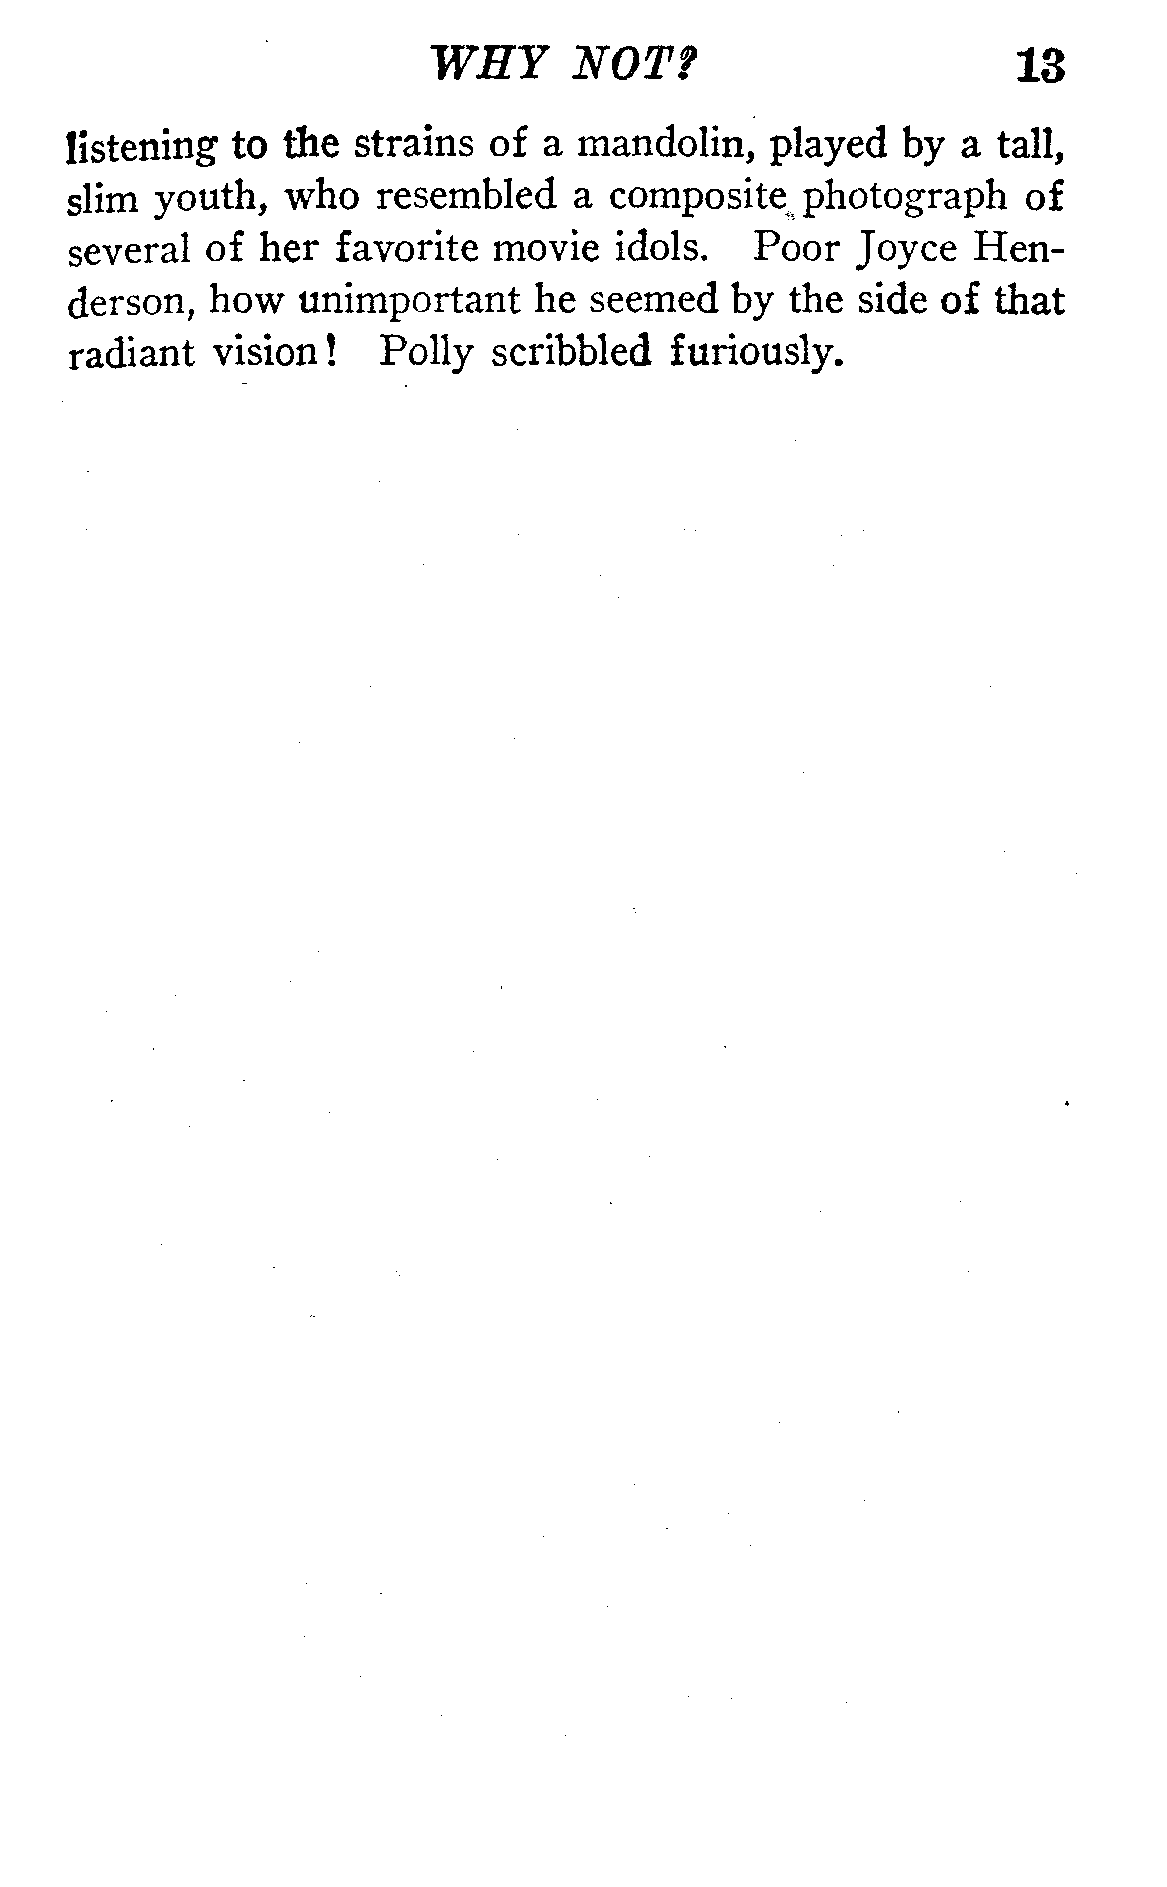 WHY NOT? 13
listening to the strains of a mandolin, played by a tall,
slim youth, who resembled a composite photograph of
several of her favorite movie idols. Poor Joyce Hen-
derson, how unimportant he seemed by the side of that
radiant vision! Polly scribbled furiously.